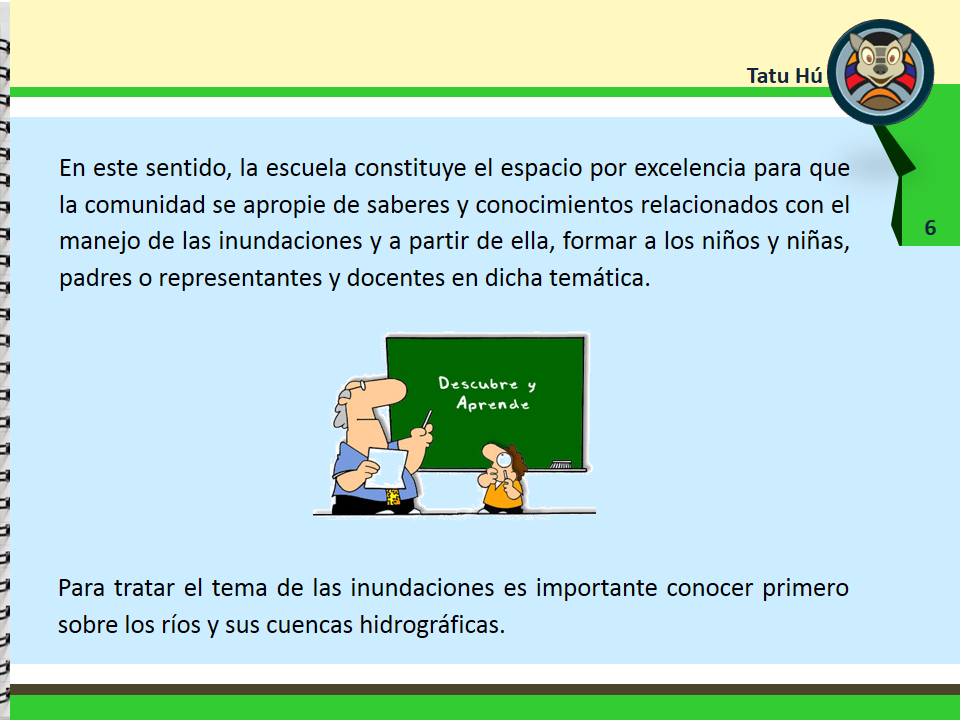 Tatu Hú
6
En este sentido, la escuela constituye el espacio por excelencia para que
la comunidad se apropie de saberes y conocimientos relacionados con el
manejo de las inundaciones y a partir de ella, formar a los niños y niñas,
padres o representantes y docentes en dicha temática.
Descubre y
Aprende
Para tratar el tema de las inundaciones es importante conocer primero
sobre los ríos y sus cuencas hidrográficas.